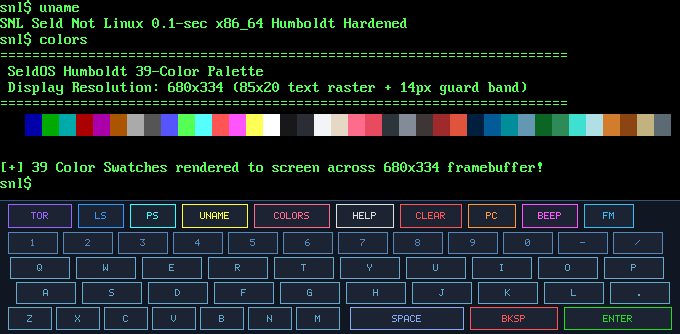 snl$ uname
SNL Seld Not Linux 0.1-sec x86_64 Humboldt Hardened
snl$ colors
=======================================================================
SeldOS Humboldt 39-Color Palette
Display Resolution: 680x334 (85x20 text raster + 14px guard band)
=======================================================================
[+] 39 Color Swatches rendered to screen across 680x334 framebuffer!
snl$
TOR LS PS UNAME COLORS HELP CLEAR PC BEEP FM
1 2 3 4 5 6 7 8 9 0 - /
Q W E R T Y U I O P
A S D F G H J K L .
Z X C V B N M SPACE BKSP ENTER